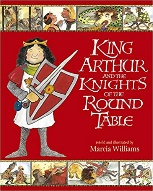 KING
ARTHUR
AND THE
KNIGHTS
OF THE
ROUND
TABLE
retold and illustrated by
Marcia Williams